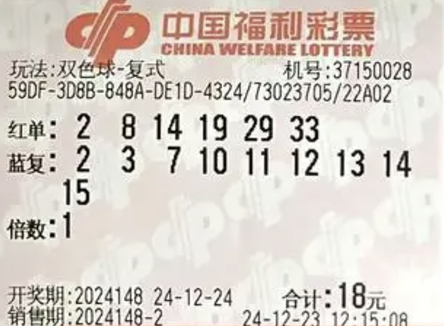 中国福利彩票
CHINA WELFARE LOTTERY
玩法:双色球-复式 机号:37150028
59DF-3D8B-848A-DE1D-4324/73023705/22A02
红单: 2 8 14 19 29 33
蓝复: 2 3 7 10 11 12 13 14
15
倍数:1
开奖期:2024148 24-12-24 合计:18元
销售期:2024148-2 24-12-23 12:15:08